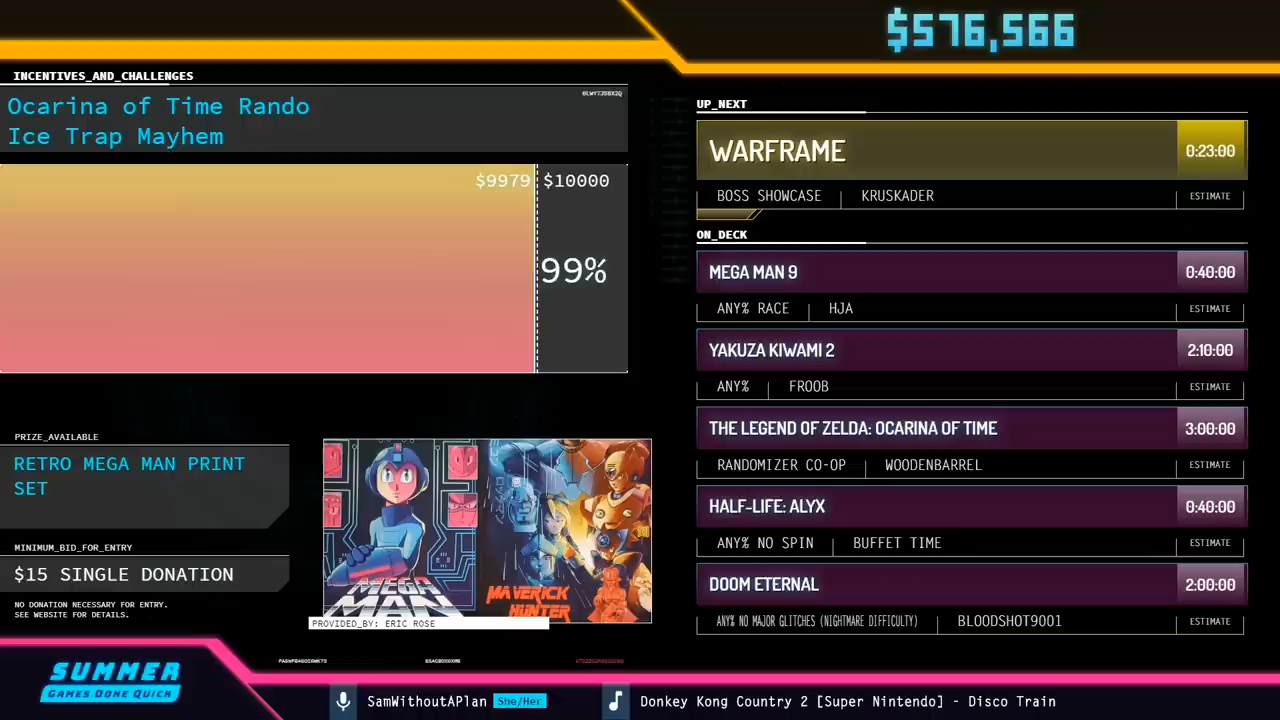 $576,566
INCENTIVES_AND_CHALLENGES
Ocarina of Time Rando
Ice Trap Mayhem
$9979
$10000
99%
PRIZE_AVAILABLE
RETRO MEGA MAN PRINT
SET
MINIMUM_BID_FOR_ENTRY
$15 SINGLE DONATION
NO DONATION NECESSARY FOR ENTRY.
SEE WEBSITE FOR DETAILS.
MEGA
MAN
MAVERICK
HUNTER
PROVIDED_BY: ERIC ROSE
UP_NEXT
WARFRAME
0:23:00
BOSS SHOWCASE
KRUSKADER
ESTIMATE
ON_DECK
MEGA MAN 9
0:40:00
ANY% RACE
HJA
ESTIMATE
YAKUZA KIWAMI 2
2:10:00
ANY%
FROOB
ESTIMATE
THE LEGEND OF ZELDA: OCARINA OF TIME
3:00:00
RANDOMIZER CO-OP
WOODENBARREL
ESTIMATE
HALF-LIFE: ALYX
0:40:00
ANY% NO SPIN
BUFFET TIME
ESTIMATE
DOOM ETERNAL
2:00:00
ANY% NO MAJOR GLITCHES (NIGHTMARE DIFFICULTY)
BLOODSHOT9001
ESTIMATE
SUMMER
GAMES DONE QUICK
SamWithoutAPlan She/Her
Donkey Kong Country 2 [Super Nintendo] - Disco Train